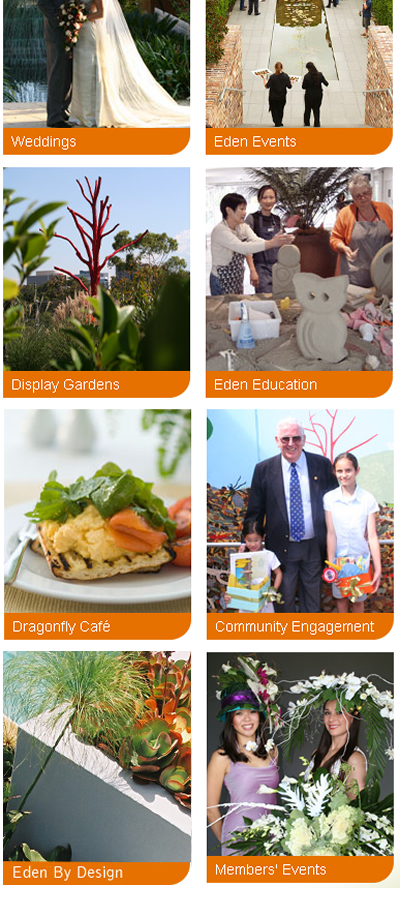 Weddings
Eden Events
Display Gardens
Eden Education
Dragonfly Café
Community Engagement
Eden By Design
Members' Events